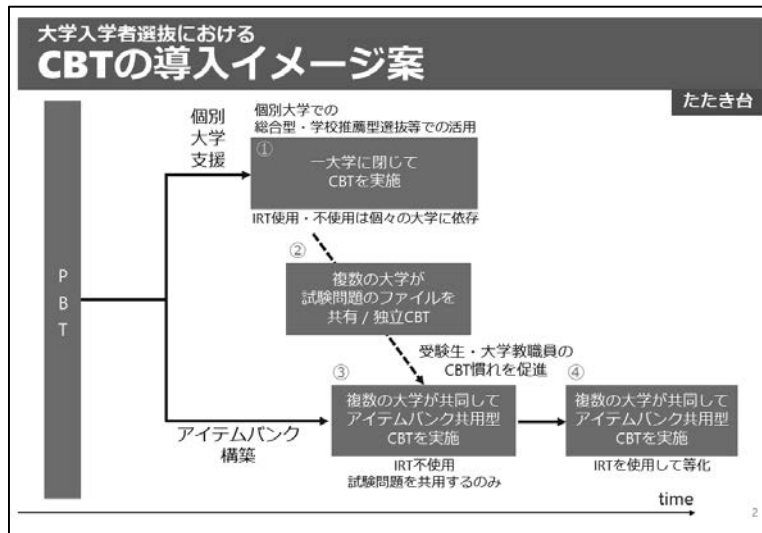 大学入学者選抜における
CBTの導入イメージ案
たたき台
P
B
T
個別
大学
支援
個別大学での
総合型・学校推薦型選抜等での活用
①
一大学に閉じて
CBTを実施
IRT使用・不使用は個々の大学に依存
②
複数の大学が
試験問題のファイルを
共有 / 独立CBT
受験生・大学教職員の
CBT慣れを促進
③
複数の大学が共同して
アイテムバンク共用型
CBTを実施
IRT不使用
試験問題を共用するのみ
④
複数の大学が共同して
アイテムバンク共用型
CBTを実施
IRTを使用して等化
アイテムバンク
構築
time
2